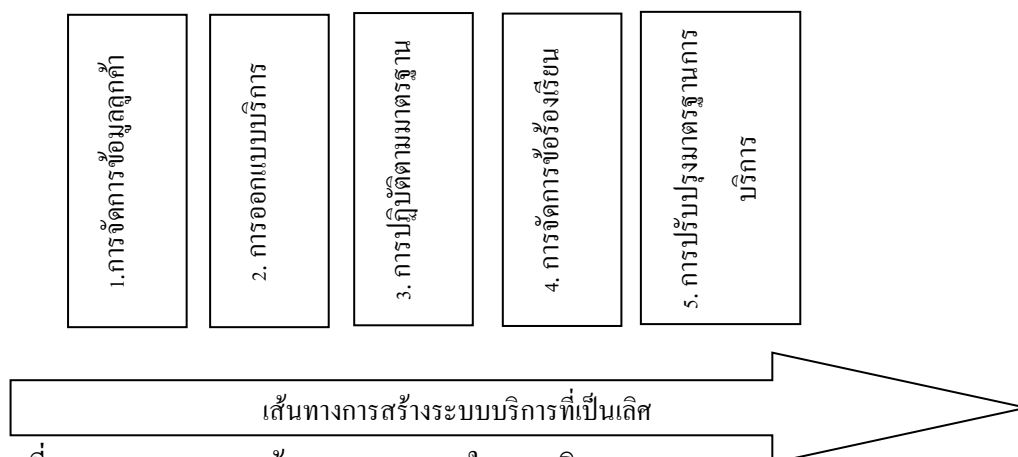 1.การจัดการข้อมูลลูกค้า
2. การออกแบบบริการ
3. การปฏิบัติตามมาตรฐาน
4. การจัดการข้อร้องเรียน
5. การปรับปรุงมาตรฐานการ
บริการ
เส้นทางการสร้างระบบบริการที่เป็นเลิศ